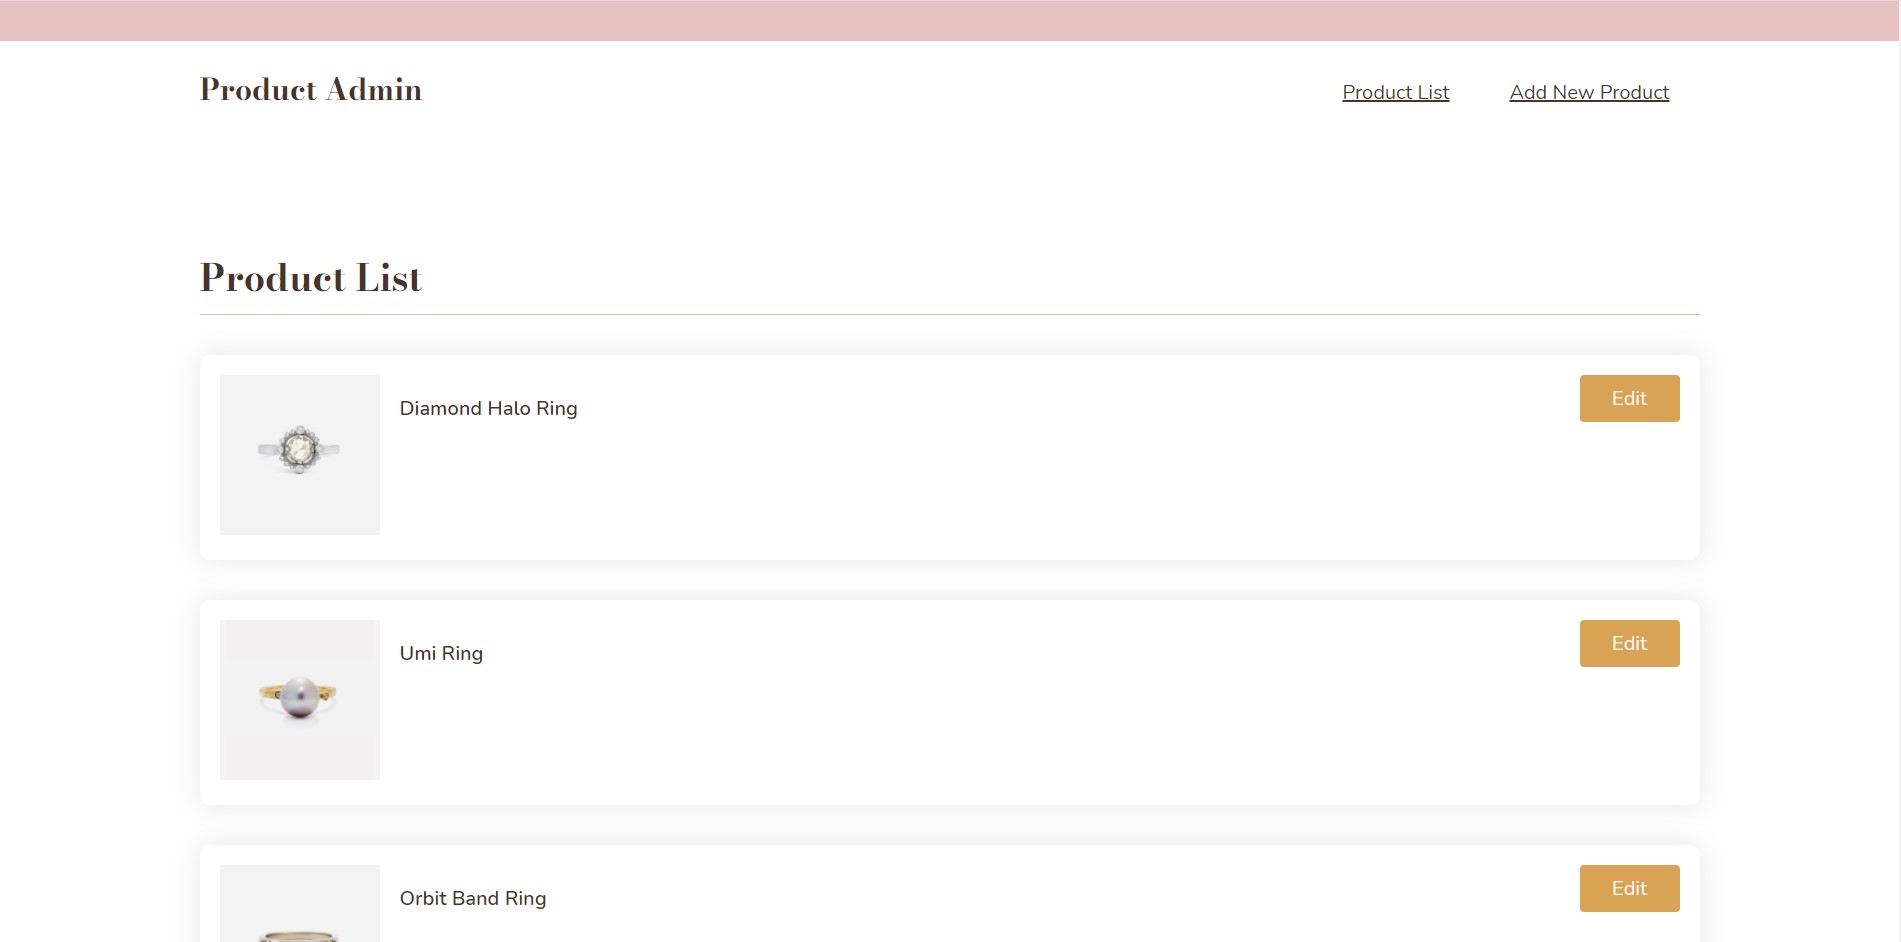 Product Admin
Product List
Add New Product
Product List
Diamond Halo Ring
Edit
Umi Ring
Edit
Orbit Band Ring
Edit